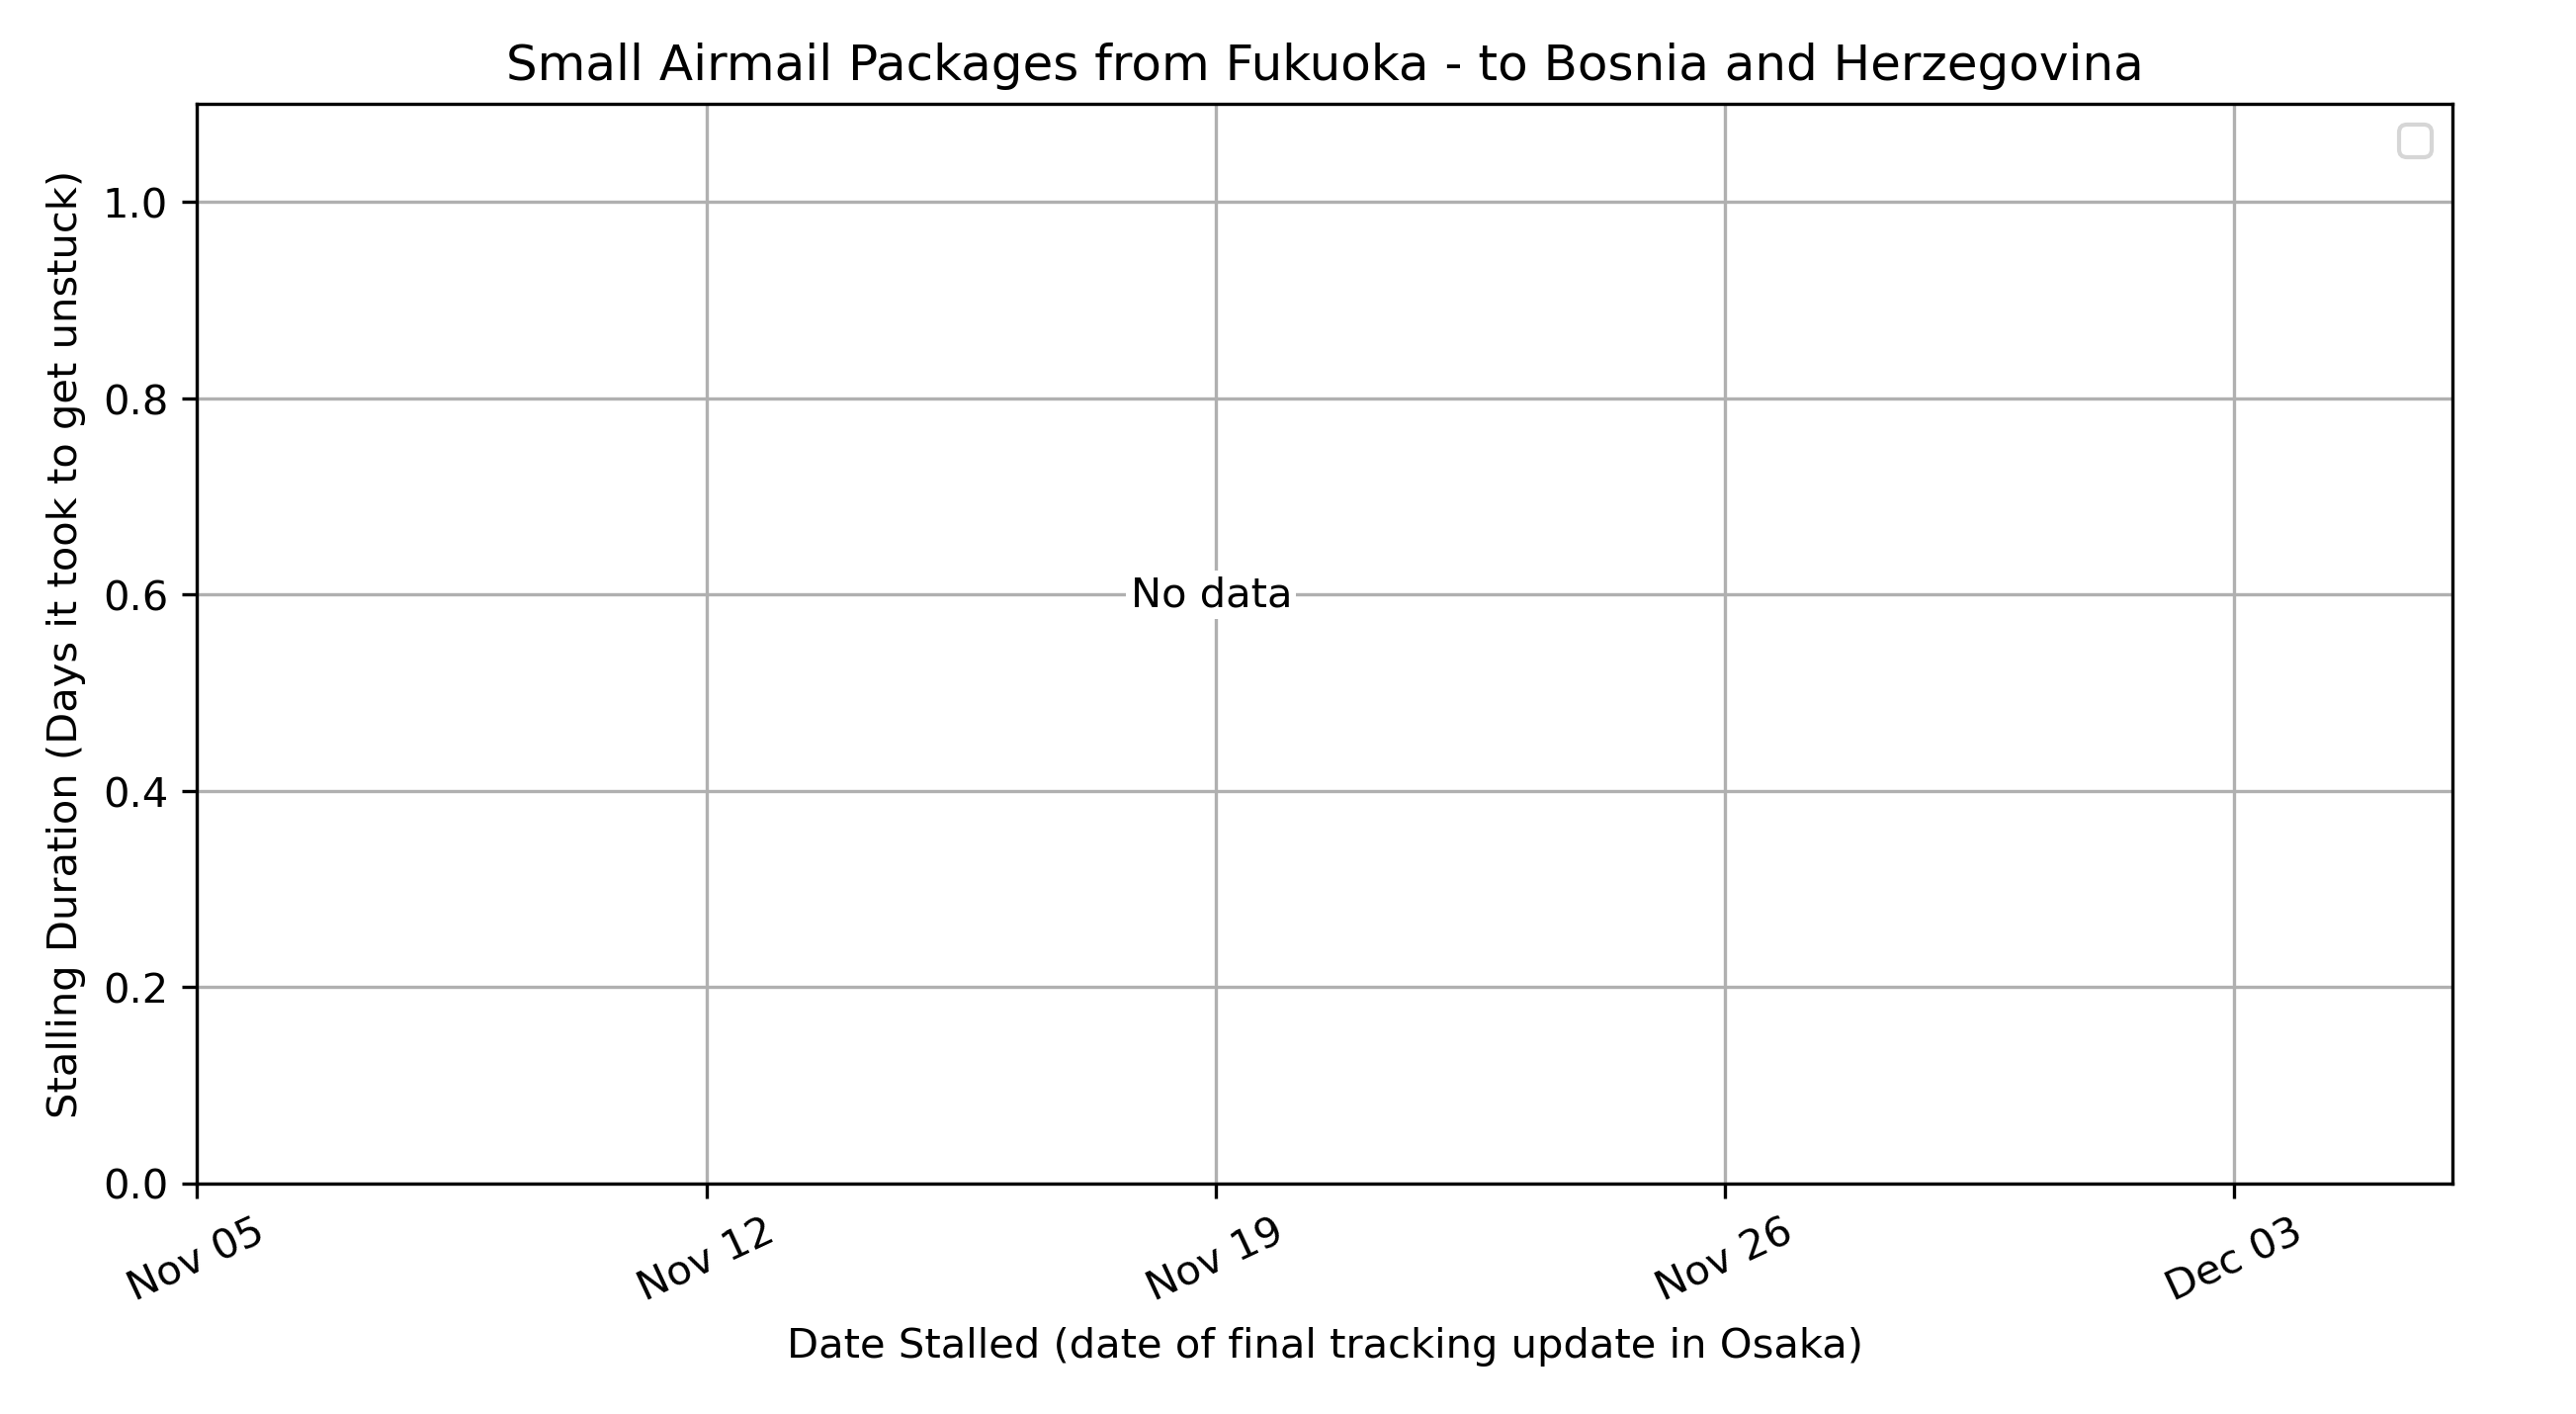 Small Airmail Packages from Fukuoka - to Bosnia and Herzegovina
Stalling Duration (Days it took to get unstuck)
1.0
0.8
0.6
0.4
0.2
0.0
No data
Nov 05
Nov 12
Nov 19
Nov 26
Dec 03
Date Stalled (date of final tracking update in Osaka)